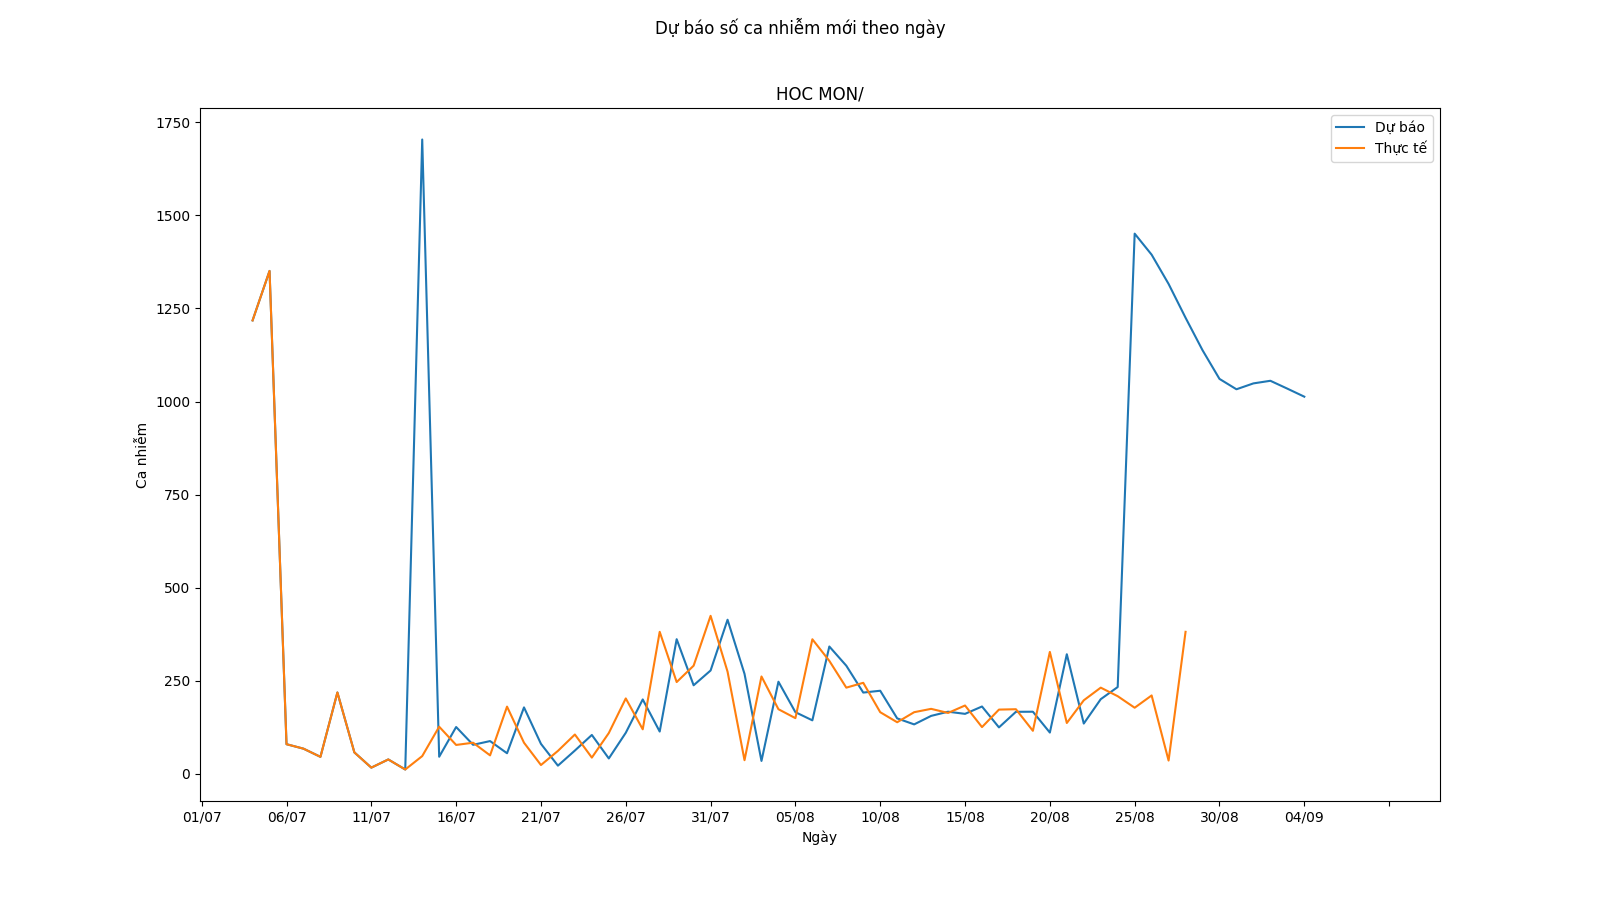 Dự báo số ca nhiễm mới theo ngày
HOC MON/
Dự báo
Thực tế
1750
1500
1250
1000
750
500
250
0
Ca nhiễm
01/07 06/07 11/07 16/07 21/07 26/07 31/07 05/08 10/08 15/08 20/08 25/08 30/08 04/09
Ngày